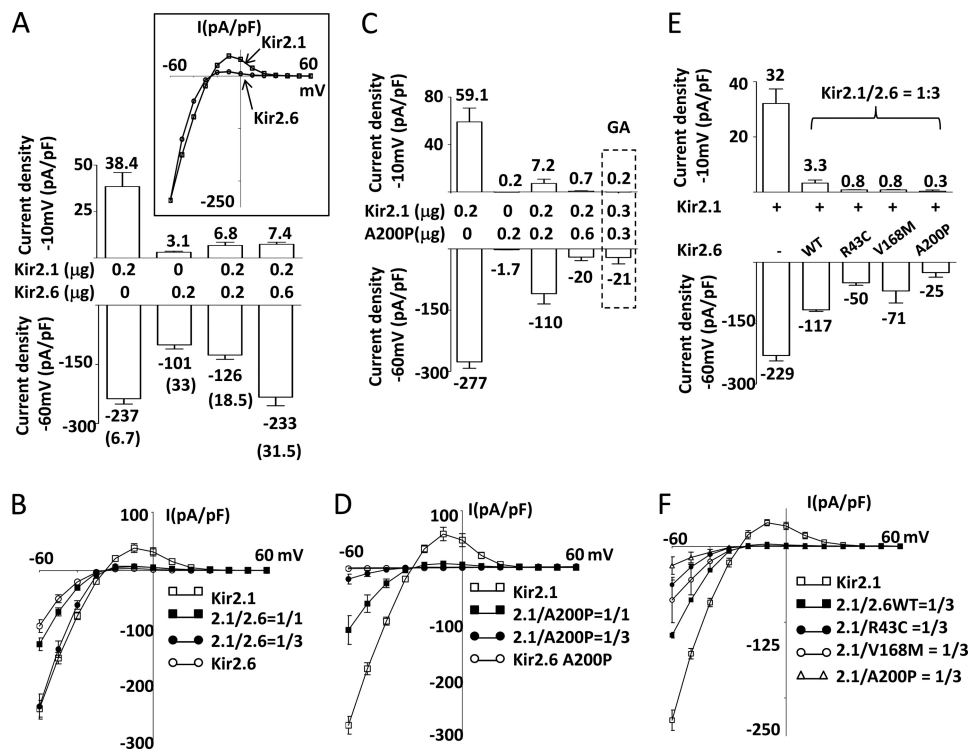 A
I(pA/pF)
Kir2.1
-60
60
mV
Kir2.6
-250
Current density
-10mV (pA/pF)
50
25
38.4
3.1
6.8
7.4
Kir2.1 (µg)
0.2
0
0.2
0.2
Kir2.6 (µg)
0
0.2
0.2
0.6
Current density
-60mV (pA/pF)
-150
-300
-237
(6.7)
-101
(33)
-126
(18.5)
-233
(31.5)
C
Current density
-10mV (pA/pF)
80
40
59.1
0.2
7.2
0.7
GA
0.2
Kir2.1 (µg)
0.2
0
0.2
0.2
0.3
A200P(µg)
0
0.2
0.2
0.6
0.3
Current density
-60mV (pA/pF)
-150
-300
-277
-1.7
-110
-20
-21
E
Current density
-10mV (pA/pF)
40
20
32
Kir2.1/2.6 = 1:3
3.3
0.8
0.8
0.3
Kir2.1
+
+
+
+
+
Kir2.6
-
WT
R43C
V168M
A200P
Current density
-60mV (pA/pF)
-150
-300
-229
-117
-50
-71
-25
B
100
I(pA/pF)
-60
60 mV
-100
-200
-300
Kir2.1
2.1/2.6=1/1
2.1/2.6=1/3
Kir2.6
D
100
I(pA/pF)
-60
60 mV
-100
-200
-300
Kir2.1
2.1/A200P=1/1
2.1/A200P=1/3
Kir2.6 A200P
F
I(pA/pF)
-60
60 mV
-125
-250
Kir2.1
2.1/2.6WT=1/3
2.1/R43C =1/3
2.1/V168M = 1/3
2.1/A200P = 1/3